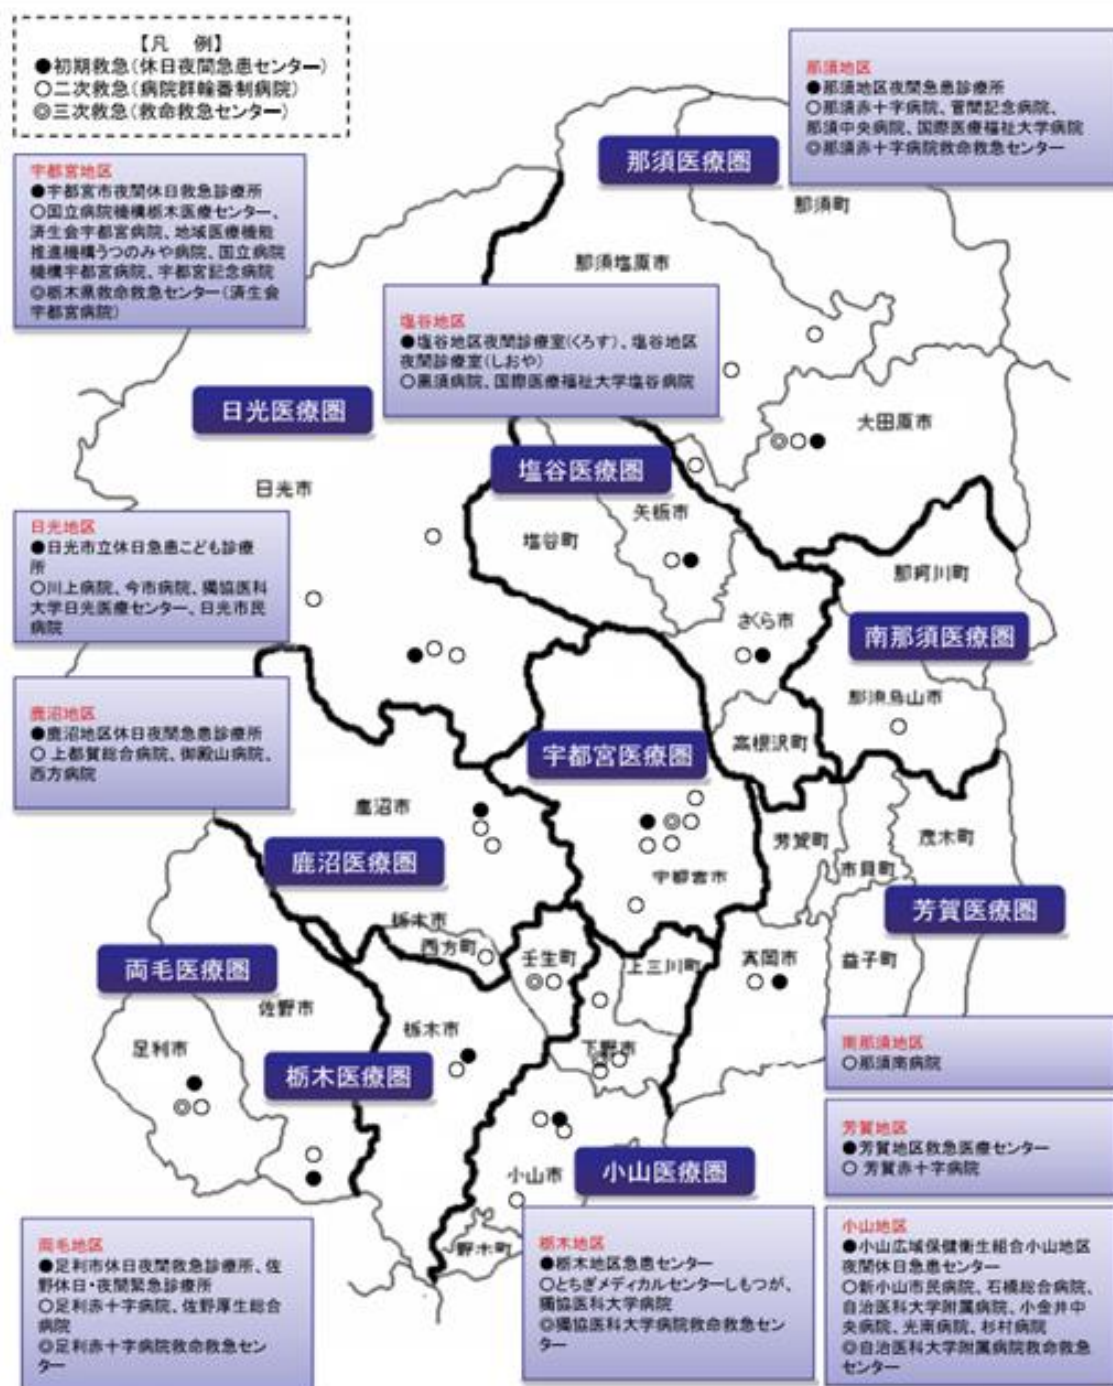 【凡 例】
●初期救急(休日夜間急患センター)
○二次救急(病院群輪番制病院)
◎三次救急(救命救急センター)
那須地区
●那須地区夜間急患診療所
○那須赤十字病院、菅間記念病院、
那須中央病院、国際医療福祉大学病院
◎那須赤十字病院救命救急センター
宇都宮地区
●宇都宮市夜間休日救急診療所
○国立病院機構栃木医療センター、
済生会宇都宮病院、地域医療機能
推進機構うつのみや病院、国立病院
機構宇都宮病院、宇都宮記念病院
◎栃木県救命救急センター(済生会
宇都宮病院)
那須医療圏
那須町
那須塩原市
塩谷地区
●塩谷地区夜間診療室(くろす)、塩谷地区
夜間診療室(しおや)
○黒須病院、国際医療福祉大学塩谷病院
日光医療圏
大田原市
塩谷医療圏
日光市
矢板市
塩谷町
日光地区
●日光市立休日急患こども診療
所
○川上病院、今市病院、獨協医科
大学日光医療センター、日光市民
病院
那珂川町
さくら市
南那須医療圏
鹿沼地区
●鹿沼地区休日夜間急患診療所
○ 上都賀総合病院、御殿山病院、
西方病院
那須烏山市
高根沢町
宇都宮医療圏
鹿沼市
芳賀町
茂木町
市貝町
鹿沼医療圏
宇都宮市
芳賀医療圏
栃木市
西方町
壬生町
上三川町
真岡市
益子町
両毛医療圏
佐野市
栃木市
足利市
下野市
栃木医療圏
南那須地区
○那須南病院
芳賀地区
●芳賀地区救急医療センター
○ 芳賀赤十字病院
小山医療圏
小山市
野木町
両毛地区
●足利市休日夜間救急診療所、佐
野休日・夜間緊急診療所
○足利赤十字病院、佐野厚生総合
病院
◎足利赤十字病院救命救急セン
ター
栃木地区
●栃木地区急患センター
○とちぎメディカルセンターしもつが、
獨協医科大学病院
◎獨協医科大学病院救命救急セン
ター
小山地区
●小山広域保健衛生組合小山地区
夜間休日急患センター
○新小山市民病院、石橋総合病院、
自治医科大学附属病院、小金井中
央病院、光南病院、杉村病院
◎自治医科大学附属病院救命救急
センター